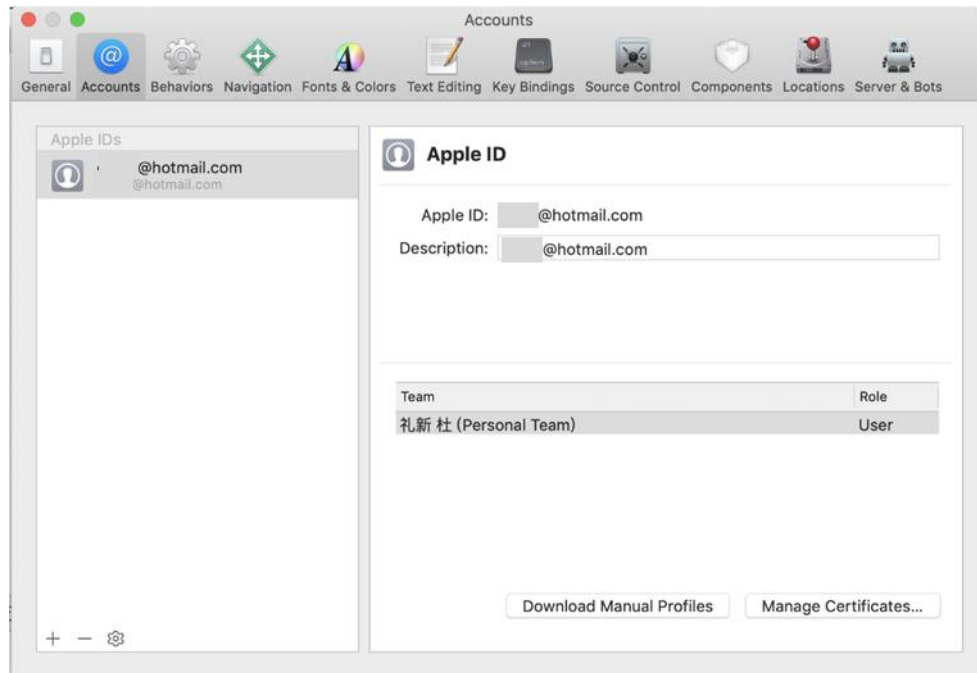 Accounts
General Accounts Behaviors Navigation Fonts & Colors Text Editing Key Bindings Source Control Components Locations Server & Bots
Apple IDs
@hotmail.com
@hotmail.com
Apple ID
Apple ID: @hotmail.com
Description: @hotmail.com
Team Role
礼新 杜 (Personal Team) User
Download Manual Profiles Manage Certificates...